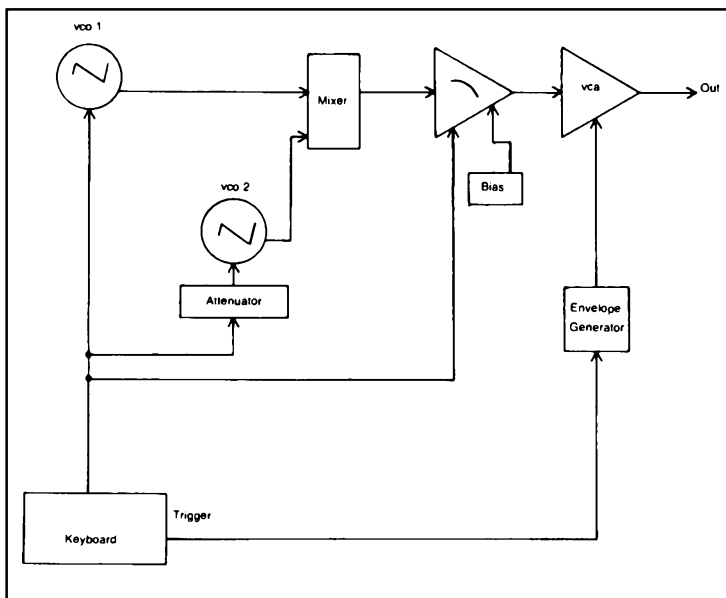 vco 1
Mixer
vca
Out
Bias
vco 2
Attenuator
Envelope
Generator
Trigger
Keyboard